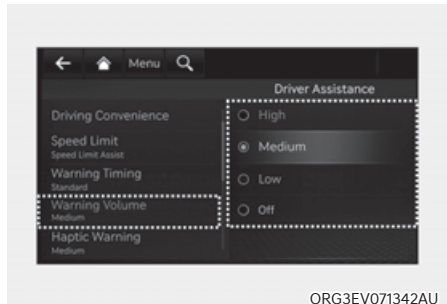 Menu
Driver Assistance
Driving Convenience
Speed Limit
Speed Limit Assist
Warning Timing
Standard
Warning Volume
Medium
Haptic Warning
Medium
High
Medium
Low
Off
ORG3EV071342AU